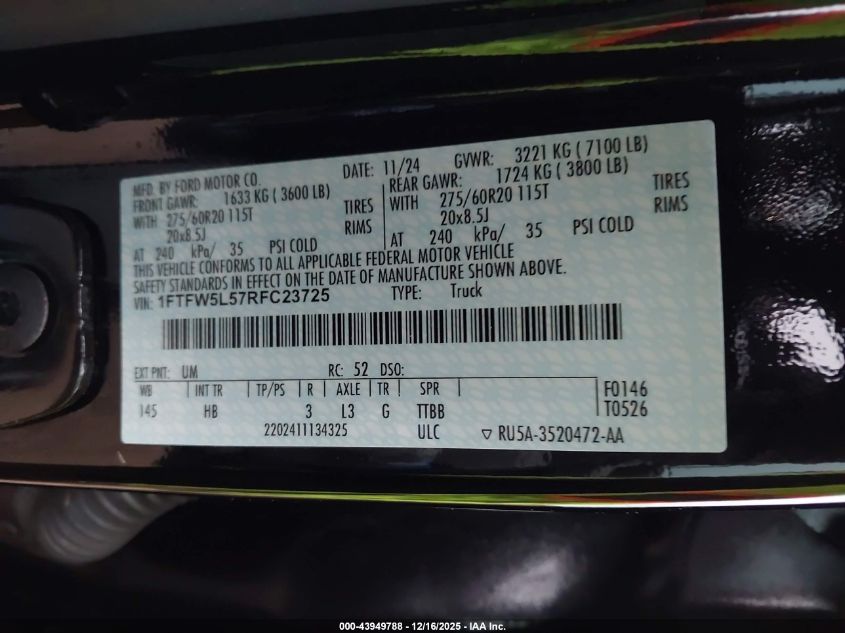 MFD. BY FORD MOTOR CO. DATE: 11/24 GVWR: 3221 KG ( 7100 LB)
FRONT GAWR: 1633 KG ( 3600 LB) REAR GAWR: 1724 KG ( 3800 LB)
WITH 275/60R20 115T TIRES WITH 275/60R20 115T TIRES
20x8.5J RIMS 20x8.5J RIMS
AT 240 kPa/ 35 PSI COLD AT 240 kPa/ 35 PSI COLD
THIS VEHICLE CONFORMS TO ALL APPLICABLE FEDERAL MOTOR VEHICLE
SAFETY STANDARDS IN EFFECT ON THE DATE OF MANUFACTURE SHOWN ABOVE.
VIN: 1FTFW5L57RFC23725 TYPE: Truck
EXT PNT: UM RC: 52 DSO:
WB INT TR TP/PS R AXLE TR SPR F0146
145 HB 3 L3 G TTBB T0526
2202411134325 ULC ▽ RU5A-3520472-AA
000-43949788 - 12/16/2025 - IAA Inc.